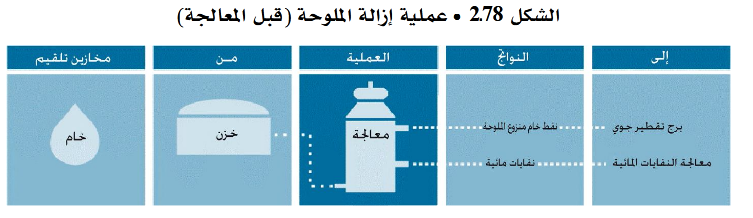 الشكل 2.78 • عملية إزالة الملوحة (قبل المعالجة)
مخازين تلقيم
مــن
العملية
النواتج
إلى
خام
خزن
معالجة
نفط خام منزوع الملوحة
برج تقطير جوي
نفايات مائية
معالجة النفايات المائية